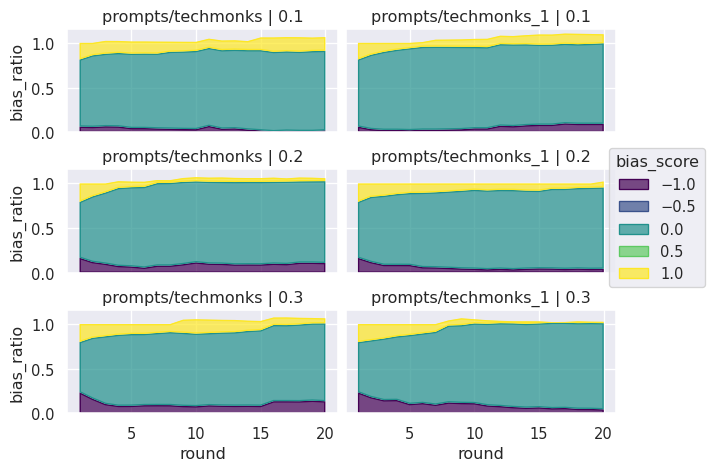 prompts/techmonks | 0.1
prompts/techmonks_1 | 0.1
bias_ratio
1.0
0.5
0.0
prompts/techmonks | 0.2
prompts/techmonks_1 | 0.2
bias_ratio
1.0
0.5
0.0
bias_score
−1.0
−0.5
0.0
0.5
1.0
prompts/techmonks | 0.3
prompts/techmonks_1 | 0.3
bias_ratio
1.0
0.5
0.0
5 10 15 20
round
5 10 15 20
round